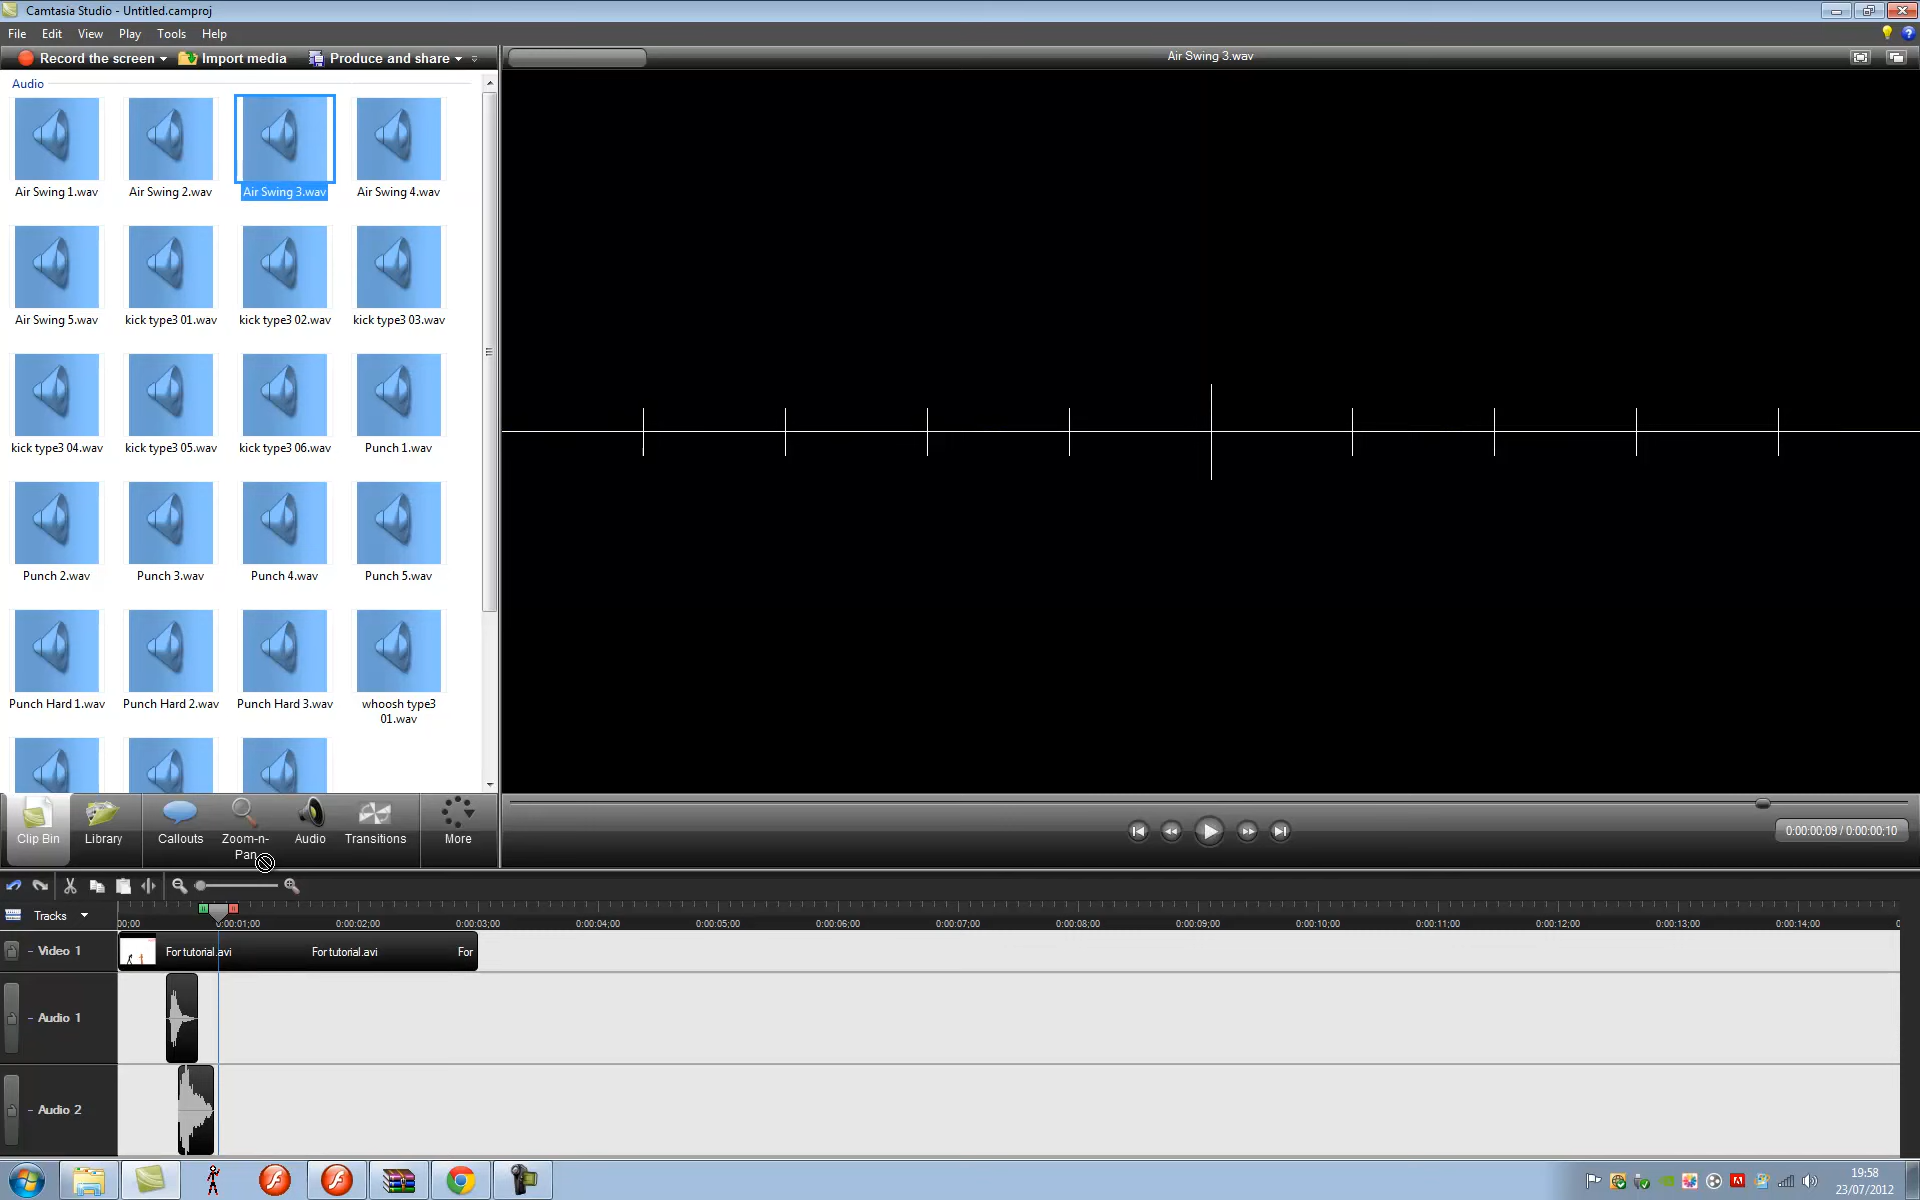 Camtasia Studio - Untitled.camproj
File Edit View Play Tools Help
Record the screen Import media Produce and share
Air Swing 3.wav
Audio
Air Swing 1.wav Air Swing 2.wav Air Swing 3.wav Air Swing 4.wav
Air Swing 5.wav kick type3 01.wav kick type3 02.wav kick type3 03.wav
kick type3 04.wav kick type3 05.wav kick type3 06.wav Punch 1.wav
Punch 2.wav Punch 3.wav Punch 4.wav Punch 5.wav
Punch Hard 1.wav Punch Hard 2.wav Punch Hard 3.wav whoosh type3
01.wav
Clip Bin Library Callouts Zoom-n-
Pan Audio Transitions More
0:00:00;09 / 0:00:00;10
Tracks
00;00 0:00:01;00 0:00:02;00 0:00:03;00 0:00:04;00 0:00:05;00 0:00:06;00 0:00:07;00 0:00:08;00 0:00:09;00 0:00:10;00 0:00:11;00 0:00:12;00 0:00:13;00 0:00:14;00
- Video 1
For tutorial.avi For tutorial.avi For
- Audio 1
- Audio 2
19:58
23/07/2012